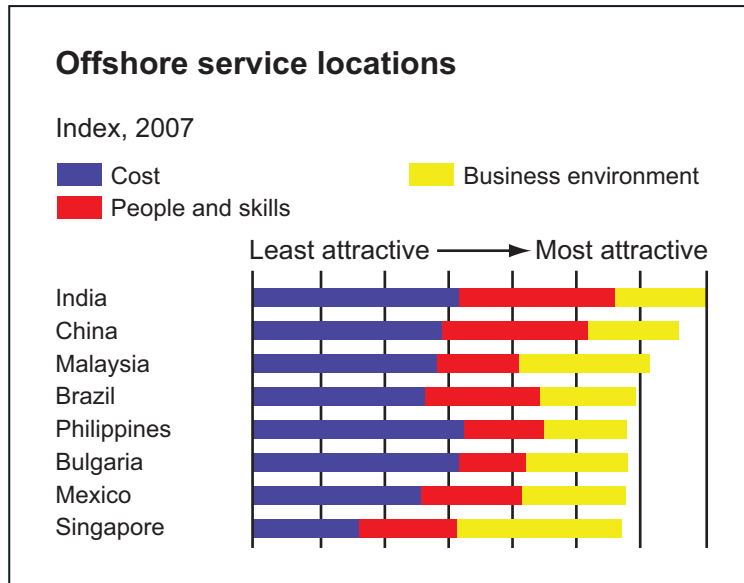 Offshore service locations
Index, 2007
Cost
Business environment
People and skills
Least attractive Most attractive
India
China
Malaysia
Brazil
Philippines
Bulgaria
Mexico
Singapore